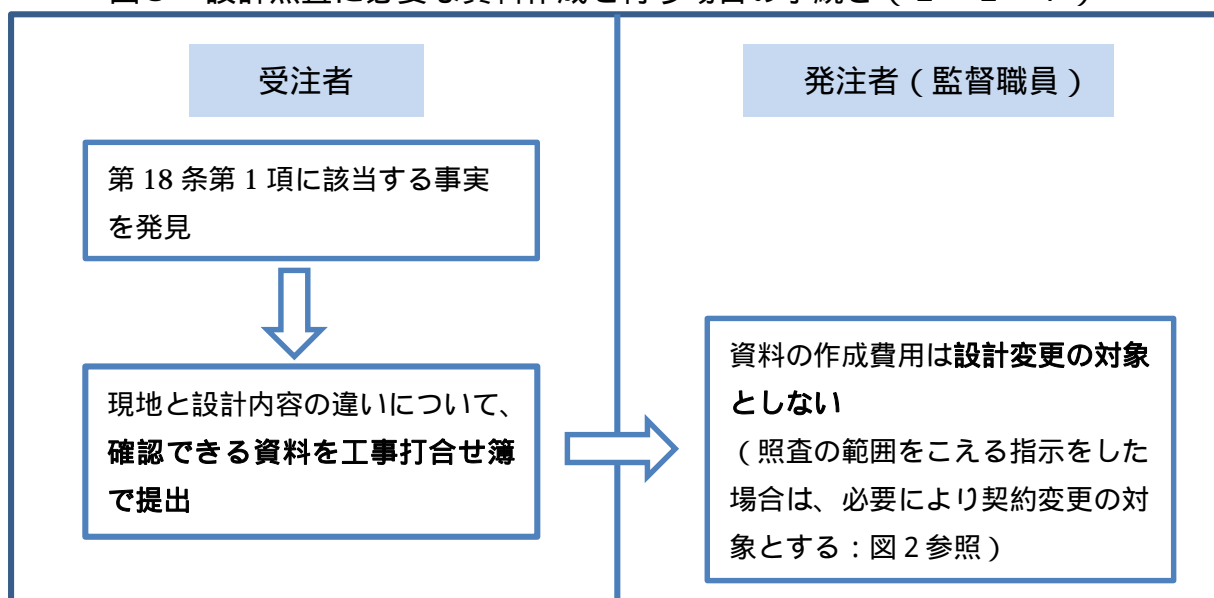 受注者
発注者（監督職員）
第 18 条第 1 項に該当する事実
を発見
現地と設計内容の違いについて、
確認できる資料を工事打合せ簿
で提出
資料の作成費用は設計変更の対象
としない
（照査の範囲をこえる指示をした
場合は、必要により契約変更の対
象とする：図２参照）